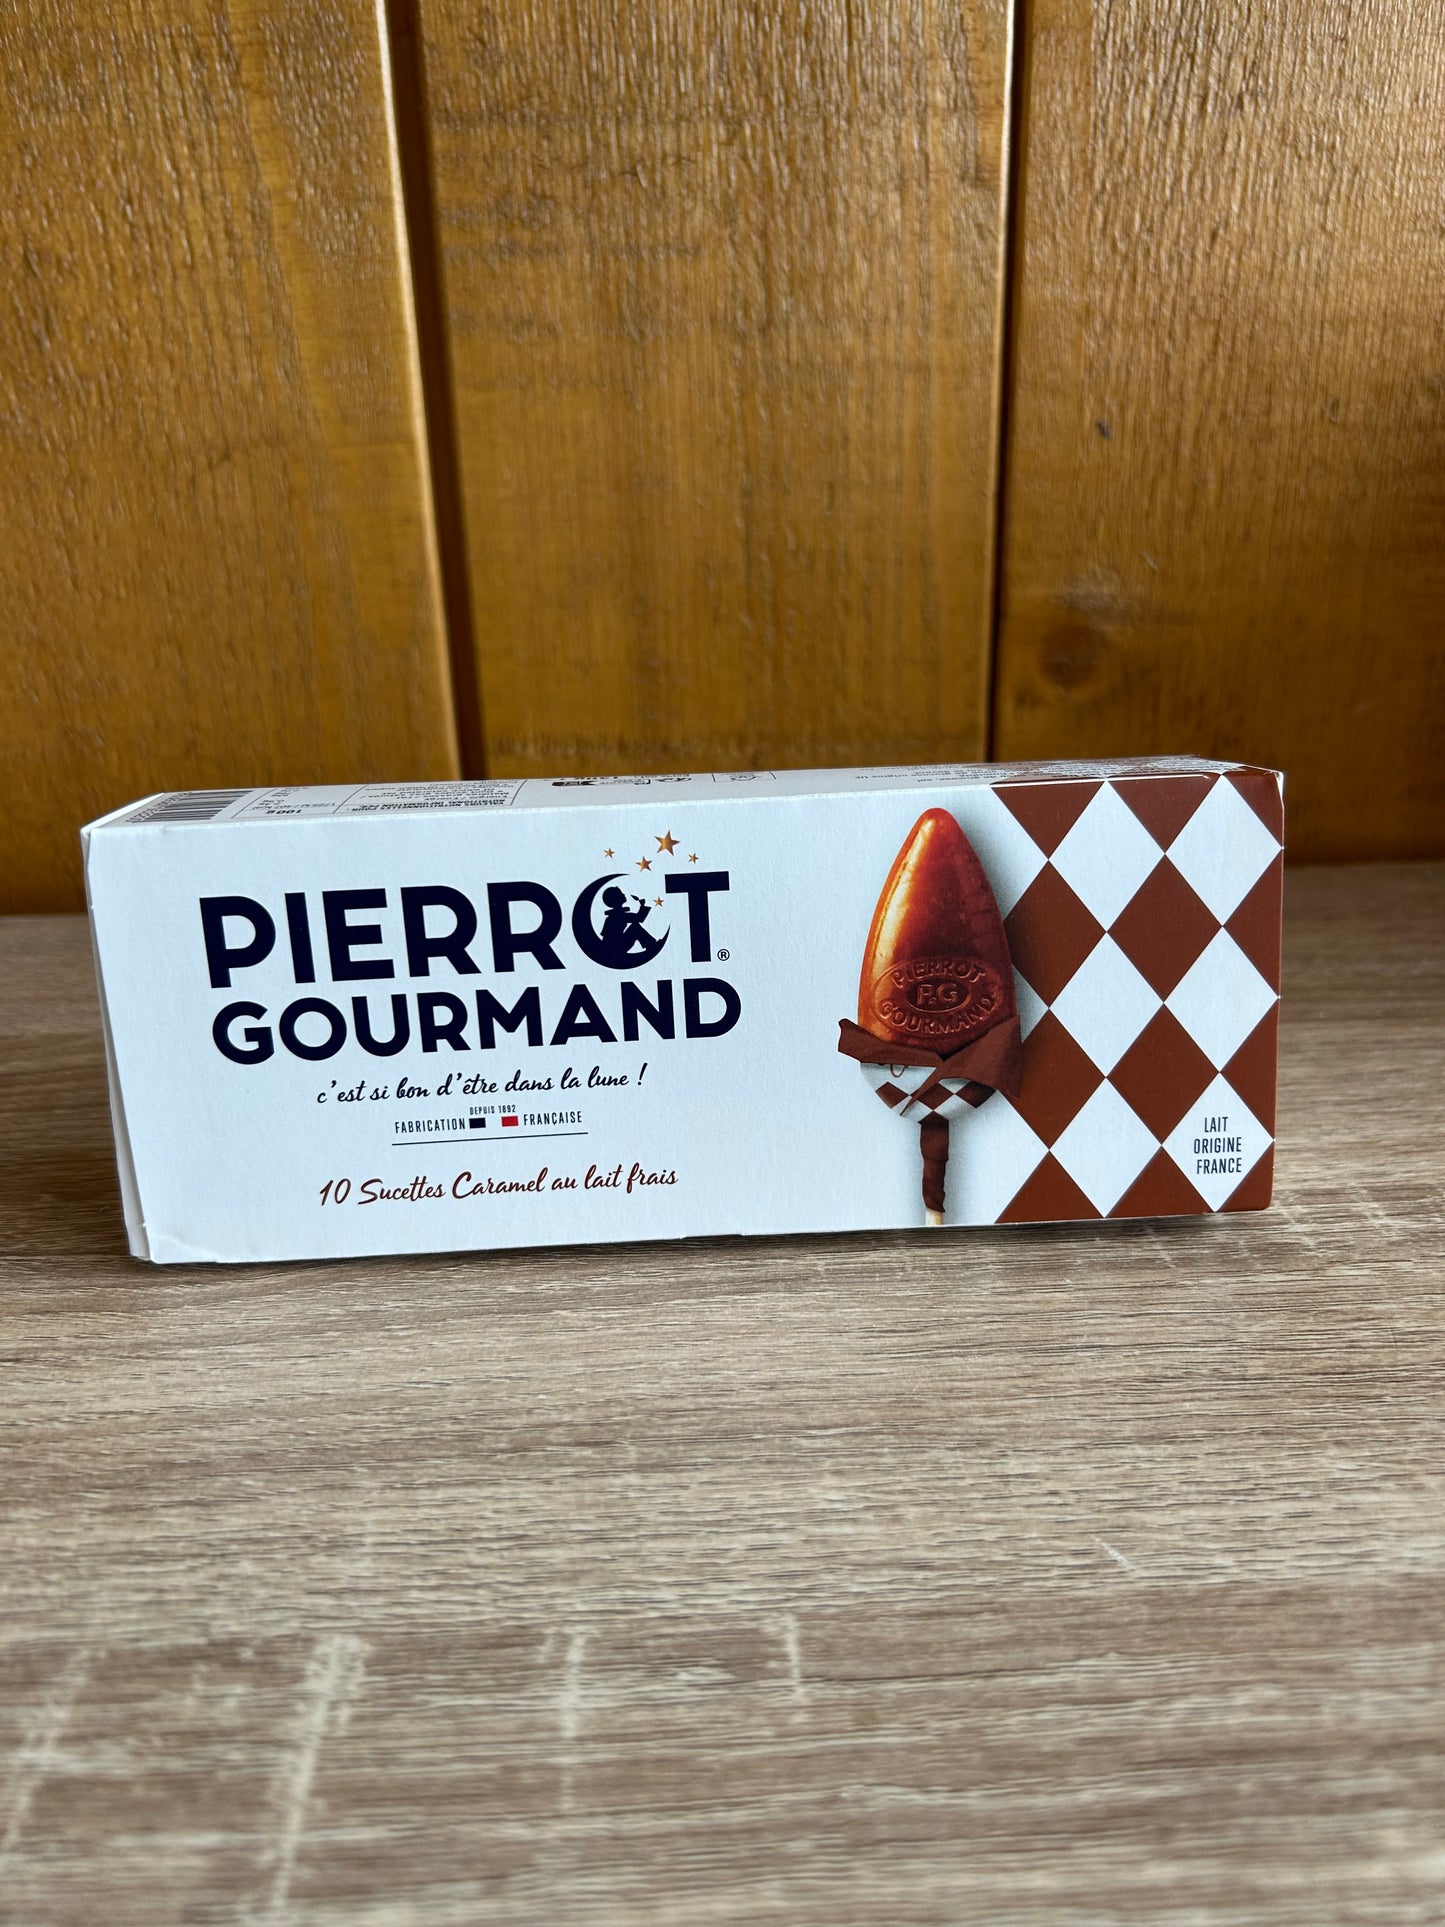 PIERROT®
GOURMAND
c'est si bon d'être dans la lune !
DEPUIS 1892
FABRICATION FRANÇAISE
10 Sucettes Caramel au lait frais
PIERROT
P&G
GOURMAND
LAIT
ORIGINE
FRANCE
100g